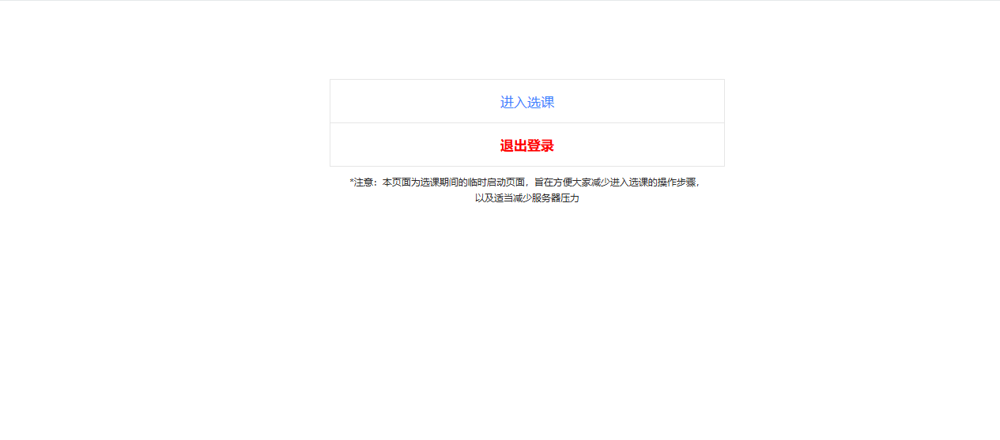 进入选课
退出登录
*注意：本页面为选课期间的临时启动页面，旨在方便大家减少进入选课的操作步骤，
以及适当减少服务器压力